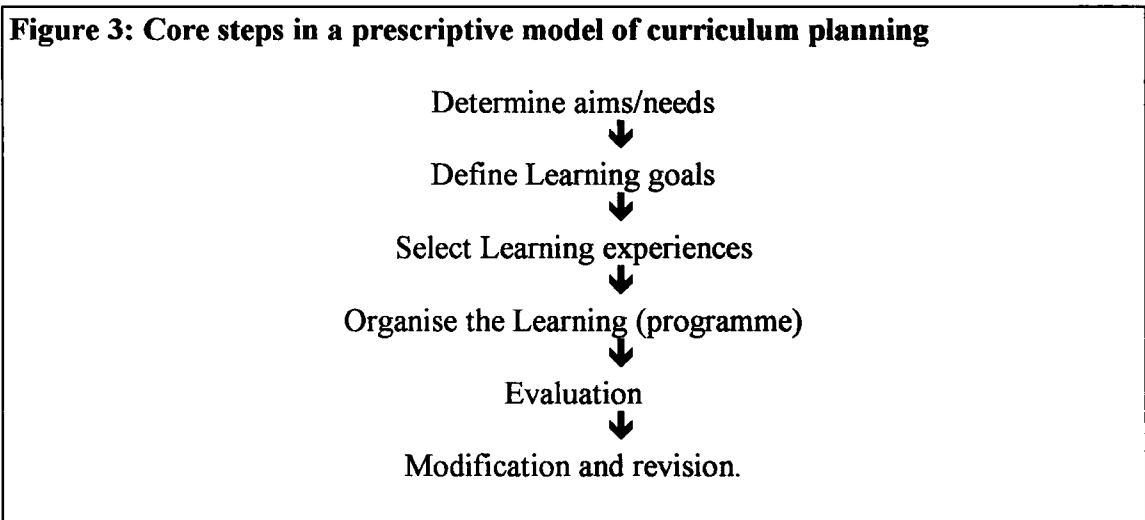 Figure 3: Core steps in a prescriptive model of curriculum planning
Determine aims/needs
Define Learning goals
Select Learning experiences
Organise the Learning (programme)
Evaluation
Modification and revision.